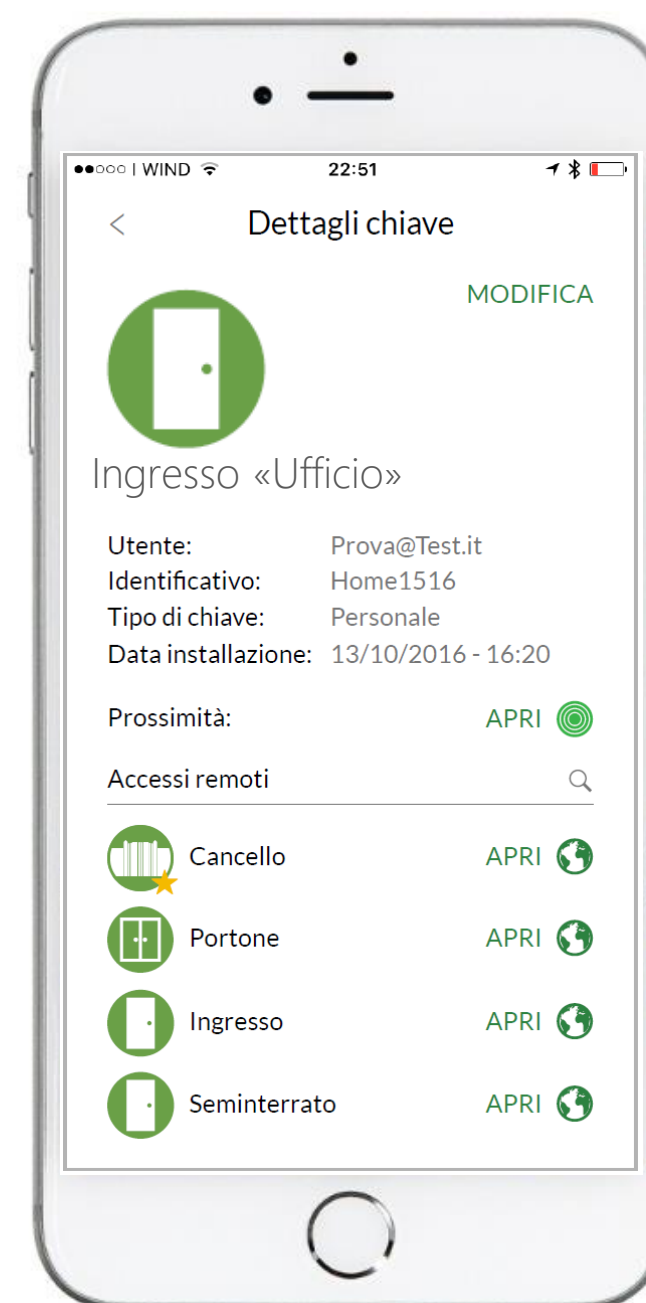 WIND 22:51
Dettagli chiave
MODIFICA
Ingresso «Ufficio»
Utente: Prova@Test.it
Identificativo: Home1516
Tipo di chiave: Personale
Data installazione: 13/10/2016 - 16:20
Prossimità: APRI
Accessi remoti
Cancello APRI
Portone APRI
Ingresso APRI
Seminterrato APRI